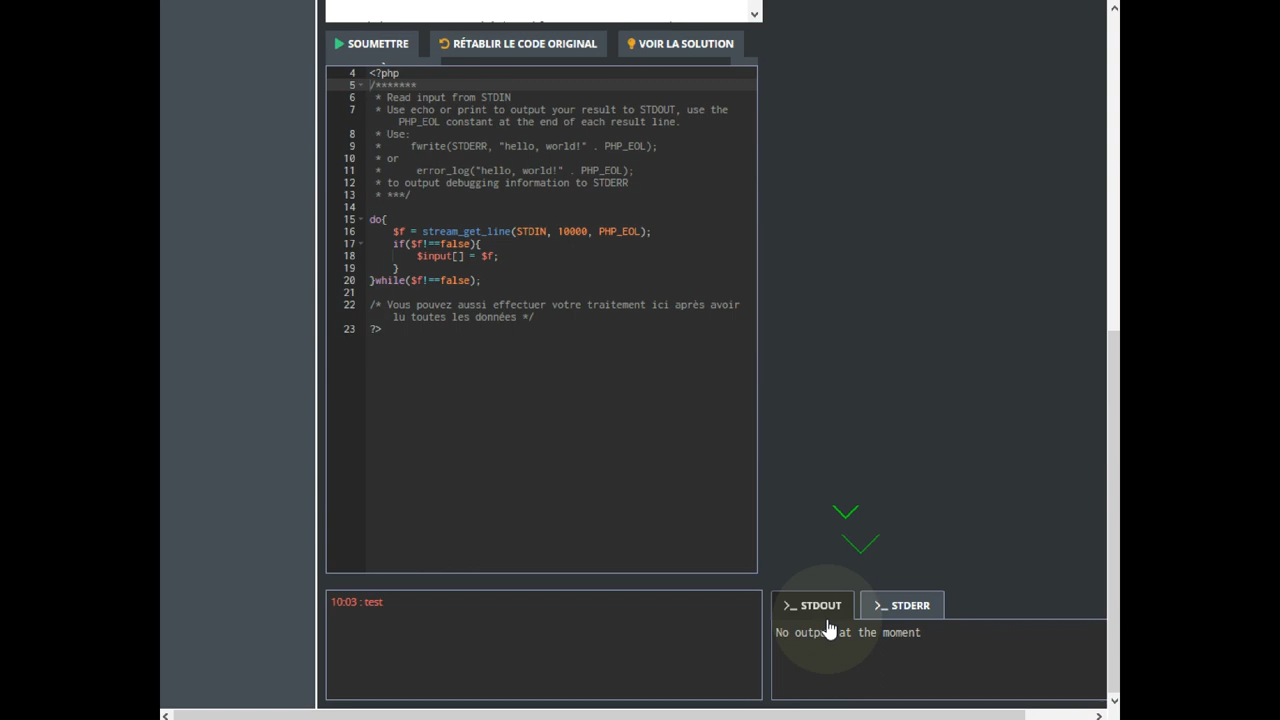 SOUMETTRE
RÉTABLIR LE CODE ORIGINAL
VOIR LA SOLUTION
4 <?php
5 /*******
6 * Read input from STDIN
7 * Use echo or print to output your result to STDOUT, use the
PHP_EOL constant at the end of each result line.
8 * Use:
9 * fwrite(STDERR, "hello, world!" . PHP_EOL);
10 * or
11 * error_log("hello, world!" . PHP_EOL);
12 * to output debugging information to STDERR
13 * ***/
14
15 do{
16 $f = stream_get_line(STDIN, 10000, PHP_EOL);
17 if($f!==false){
18 $input[] = $f;
19 }
20 }while($f!==false);
21
22 /* Vous pouvez aussi effectuer votre traitement ici après avoir
lu toutes les données */
23 ?>
10:03 : test
>_ STDOUT
>_ STDERR
No output at the moment